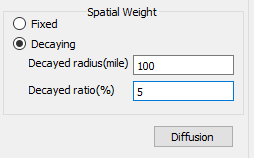 Spatial Weight
Fixed
Decaying
Decayed radius(mile) 100
Decayed ratio(%) 5
Diffusion